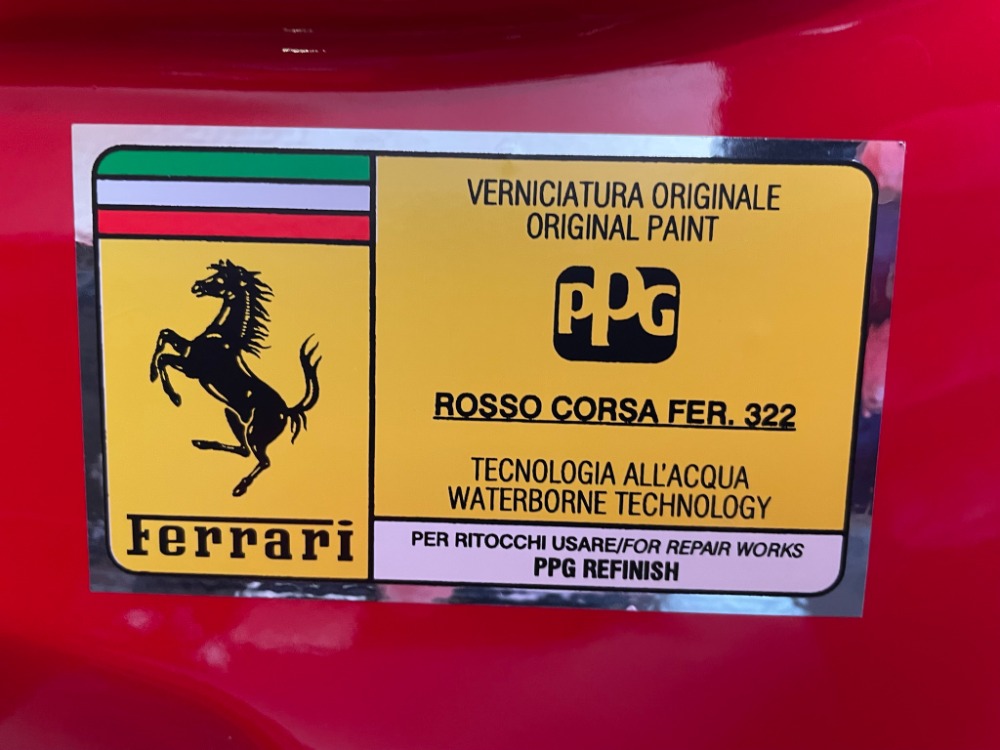 VERNICIATURA ORIGINALE
ORIGINAL PAINT
PPG
ROSSO CORSA FER. 322
TECNOLOGIA ALL'ACQUA
WATERBORNE TECHNOLOGY
PER RITOCCHI USARE/FOR REPAIR WORKS
PPG REFINISH
Ferrari